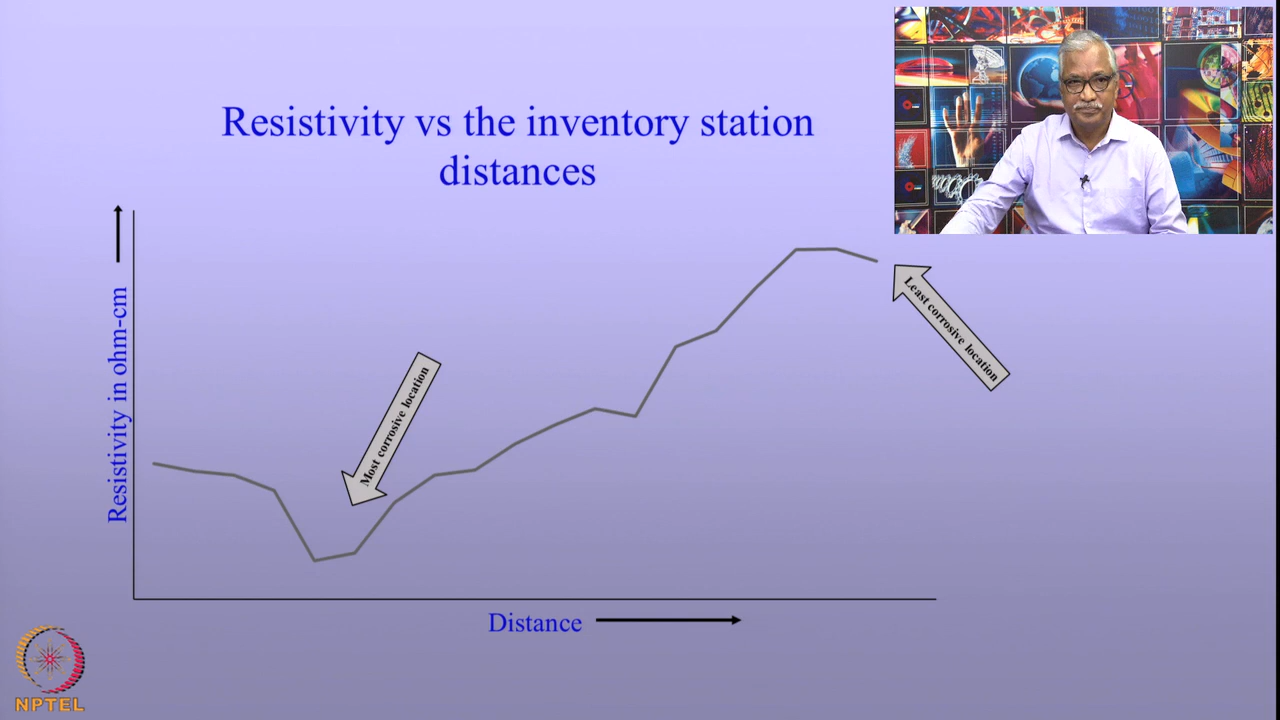 Resistivity vs the inventory station
distances
Resistivity in ohm-cm
Most corrosive location
Least corrosive location
Distance
NPTEL